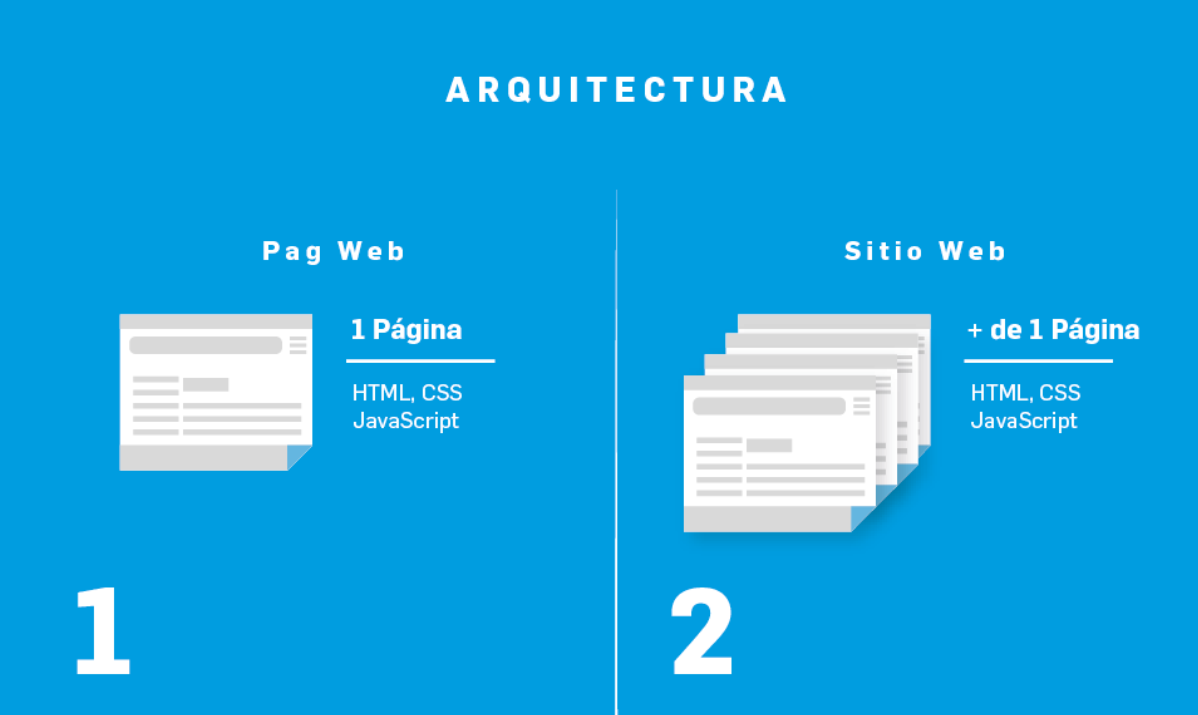 ARQUITECTURA
Pag Web
1 Página
HTML, CSS
JavaScript
1
Sitio Web
+ de 1 Página
HTML, CSS
JavaScript
2